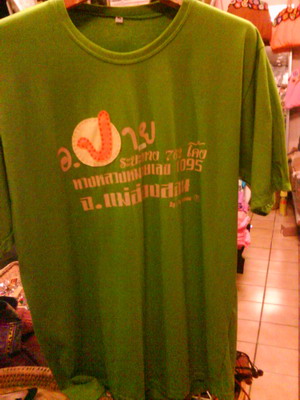 อ.ปาย
ระยะทาง 762 โค้ง
ทางหลวงหมายเลข 1095
จ.แม่ฮ่องสอน